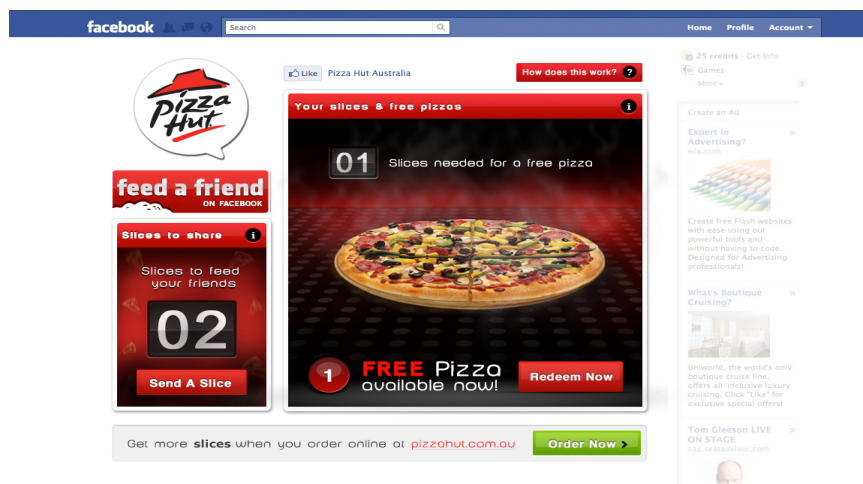 facebook
Search
Home Profile Account
25 credits - Get Info
Games
More
Pizza
Hut
Like Pizza Hut Australia
How does this work? ?
feed a friend
ON FACEBOOK
Slices to share i
Slices to feed
your friends
02
Send A Slice
Your slices & free pizzas i
01 Slices needed for a free pizza
1 FREE Pizza
available now!
Redeem Now
Get more slices when you order online at pizzahut.com.au
Order Now >
Create an Ad
Expert in
Advertising?
wix.com
Create free Flash websites
with ease using our
powerful tools and
without having to code.
Designed for Advertising
professionals!
What's Boutique
Cruising?
Uniworld, the world's only
boutique cruise line,
offers all-inclusive luxury
cruising. Click "Like" for
exclusive special offers!
Tom Gleeson LIVE
ON STAGE
sa2.seatadvisor.com